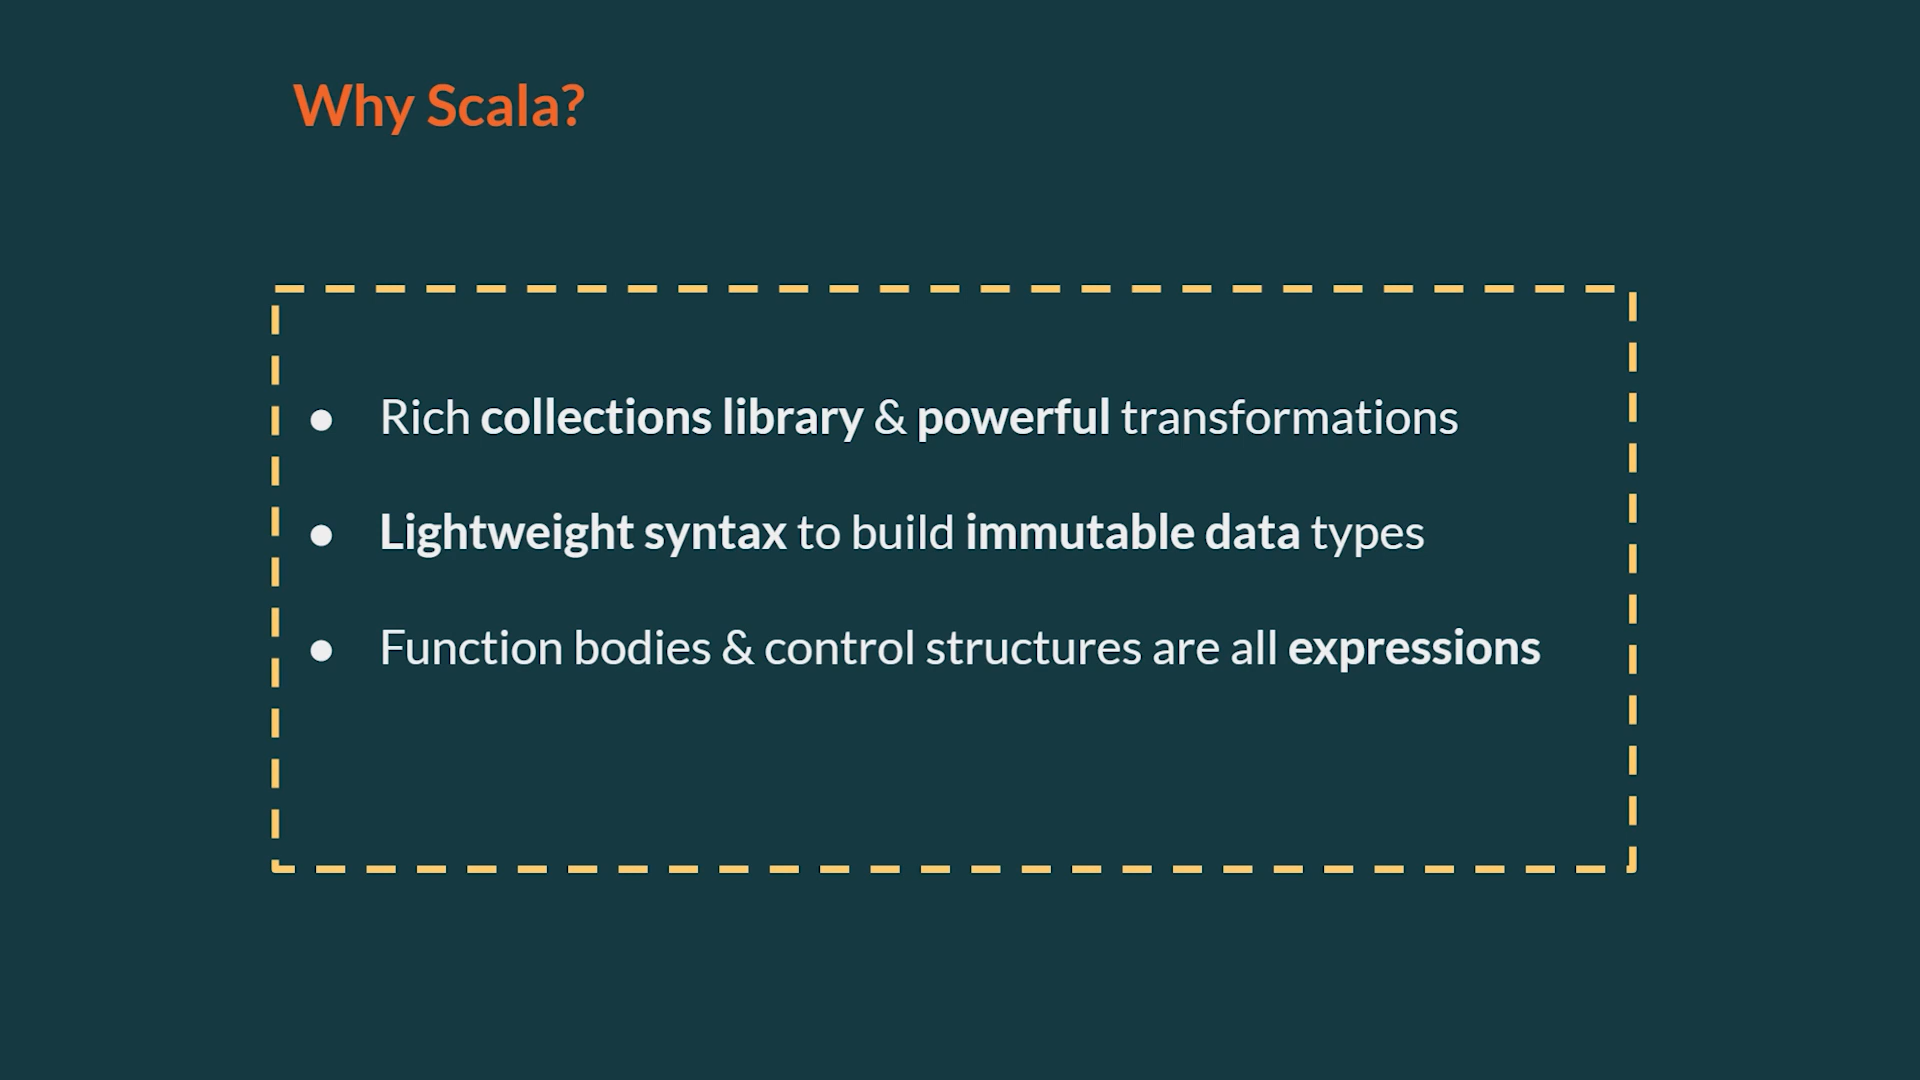 Why Scala?
● Rich collections library & powerful transformations
● Lightweight syntax to build immutable data types
● Function bodies & control structures are all expressions